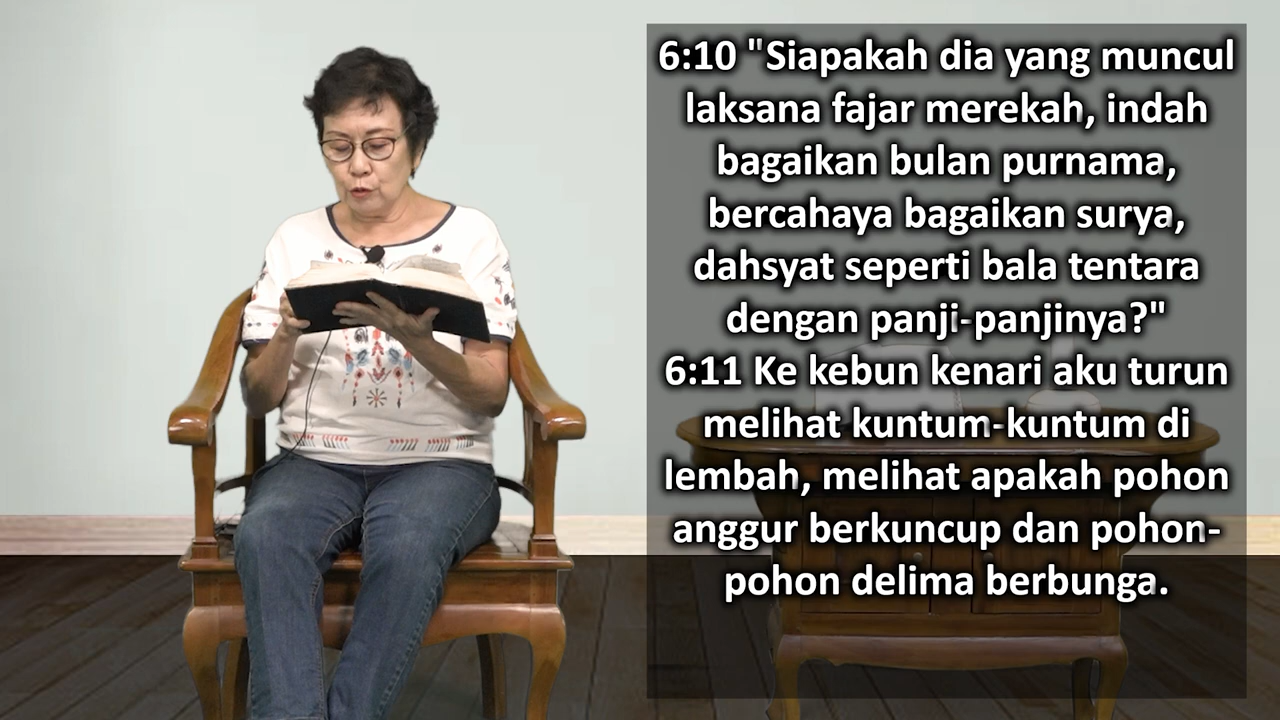 6:10 "Siapakah dia yang muncul
laksana fajar merekah, indah
bagaikan bulan purnama,
bercahaya bagaikan surya,
dahsyat seperti bala tentara
dengan panji-panjinya?"
6:11 Ke kebun kenari aku turun
melihat kuntum-kuntum di
lembah, melihat apakah pohon
anggur berkuncup dan pohon-
pohon delima berbunga.